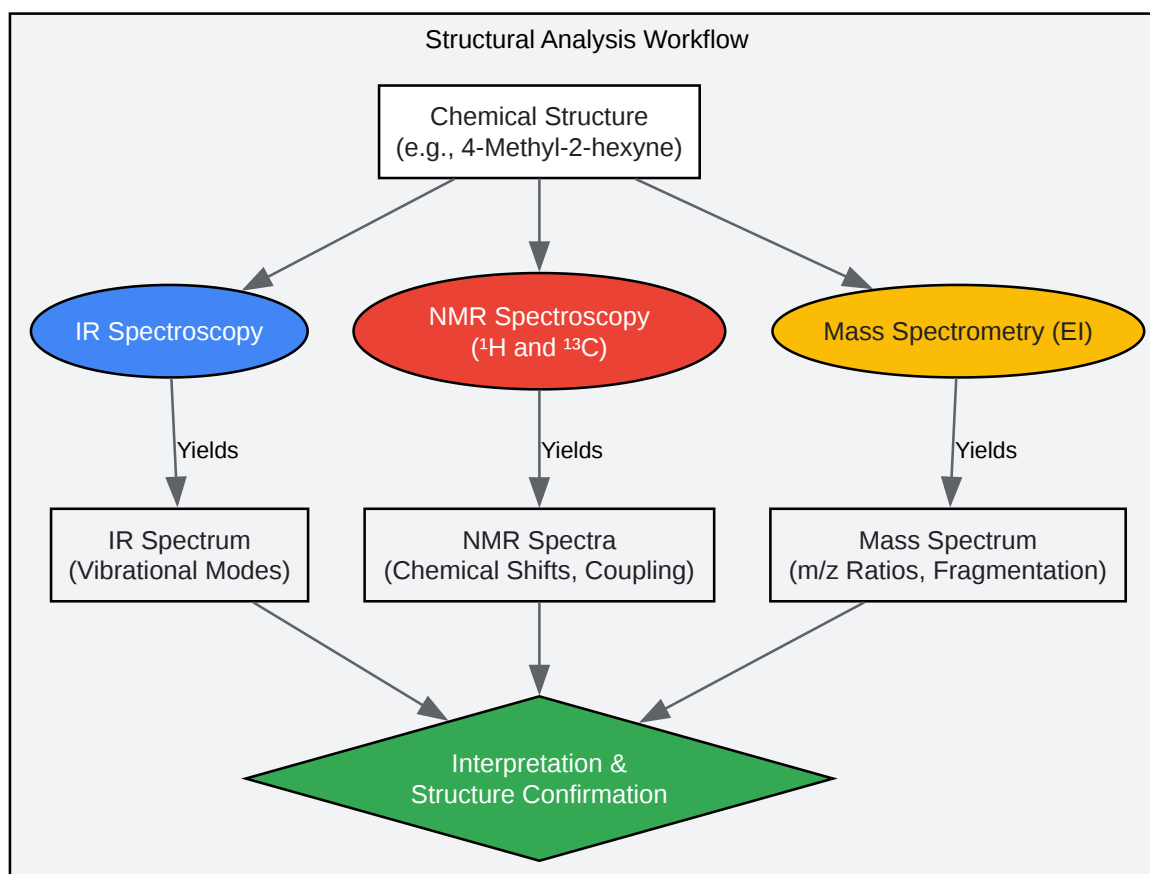 Structural Analysis Workflow
Chemical Structure
(e.g., 4-Methyl-2-hexyne)
IR Spectroscopy
NMR Spectroscopy
(¹H and ¹³C)
Mass Spectrometry (EI)
Yields
Yields
Yields
IR Spectrum
(Vibrational Modes)
NMR Spectra
(Chemical Shifts, Coupling)
Mass Spectrum
(m/z Ratios, Fragmentation)
Interpretation &
Structure Confirmation